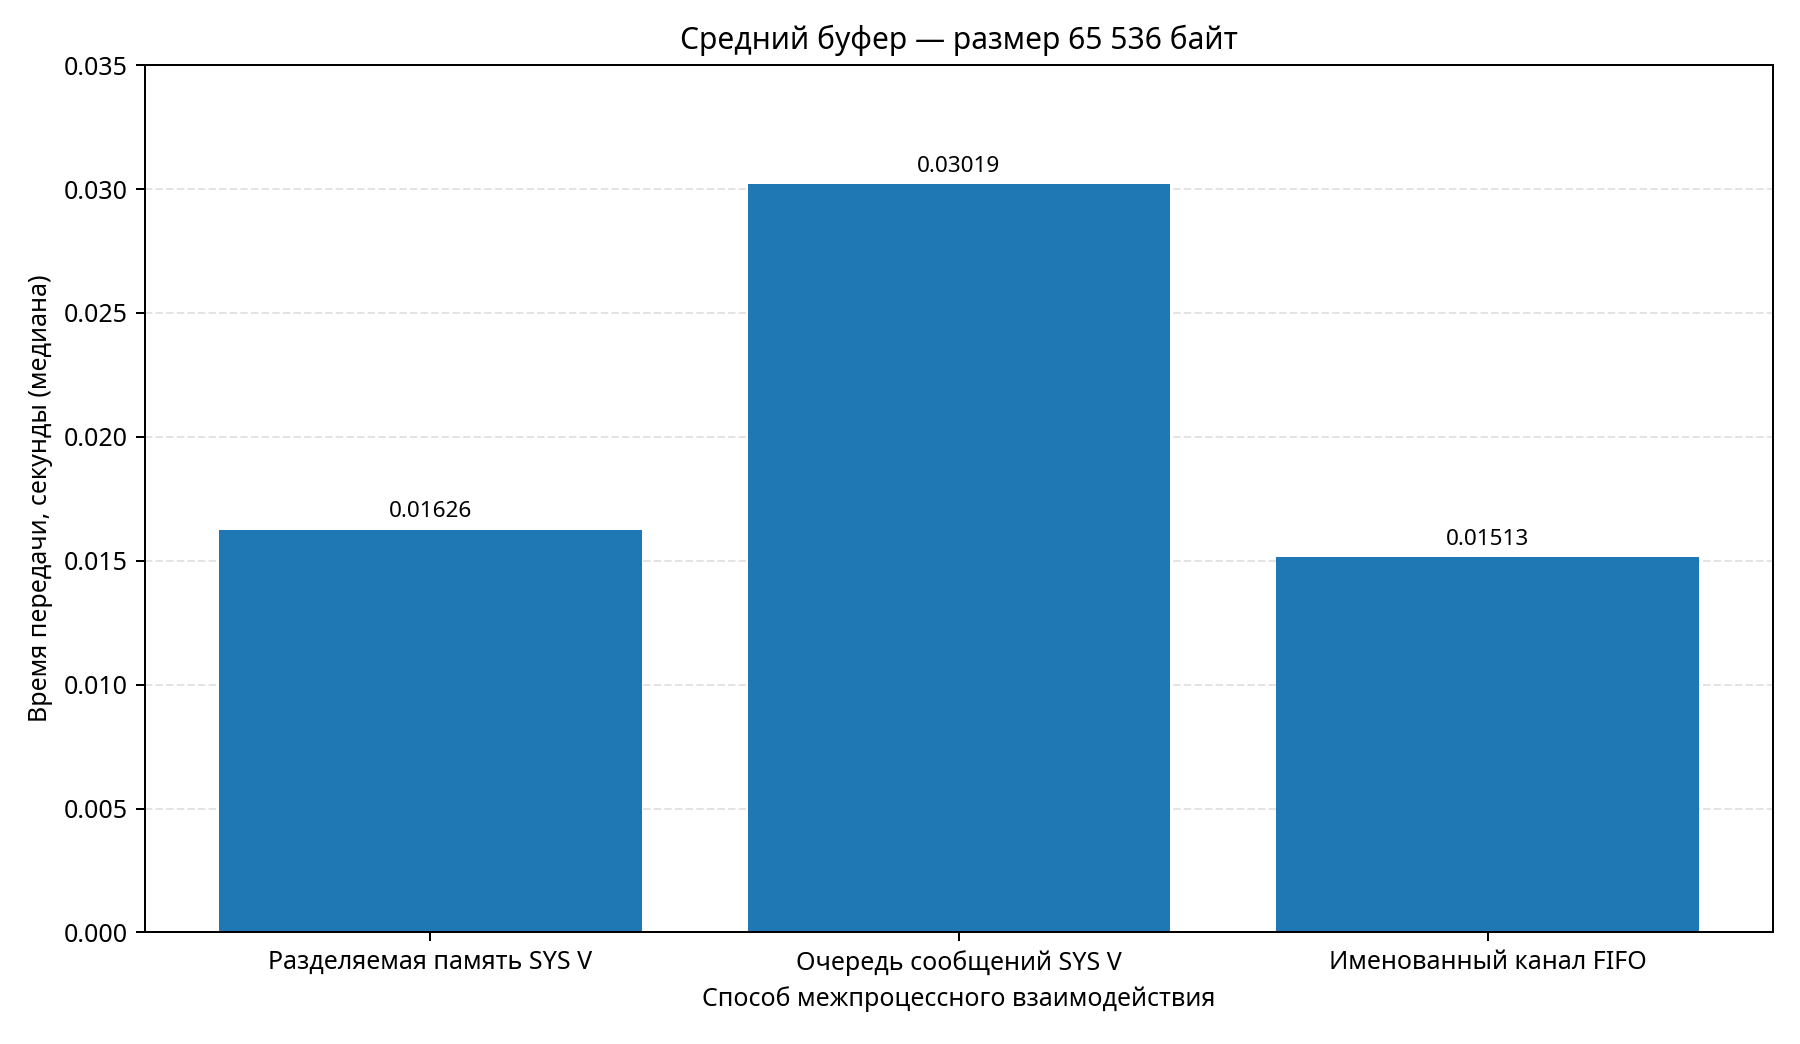 Средний буфер — размер 65 536 байт
0.035
0.030
0.025
0.020
0.015
0.010
0.005
0.000
Время передачи, секунды (медиана)
0.01626
0.03019
0.01513
Разделяемая память SYS V
Очередь сообщений SYS V
Именованный канал FIFO
Способ межпроцессного взаимодействия